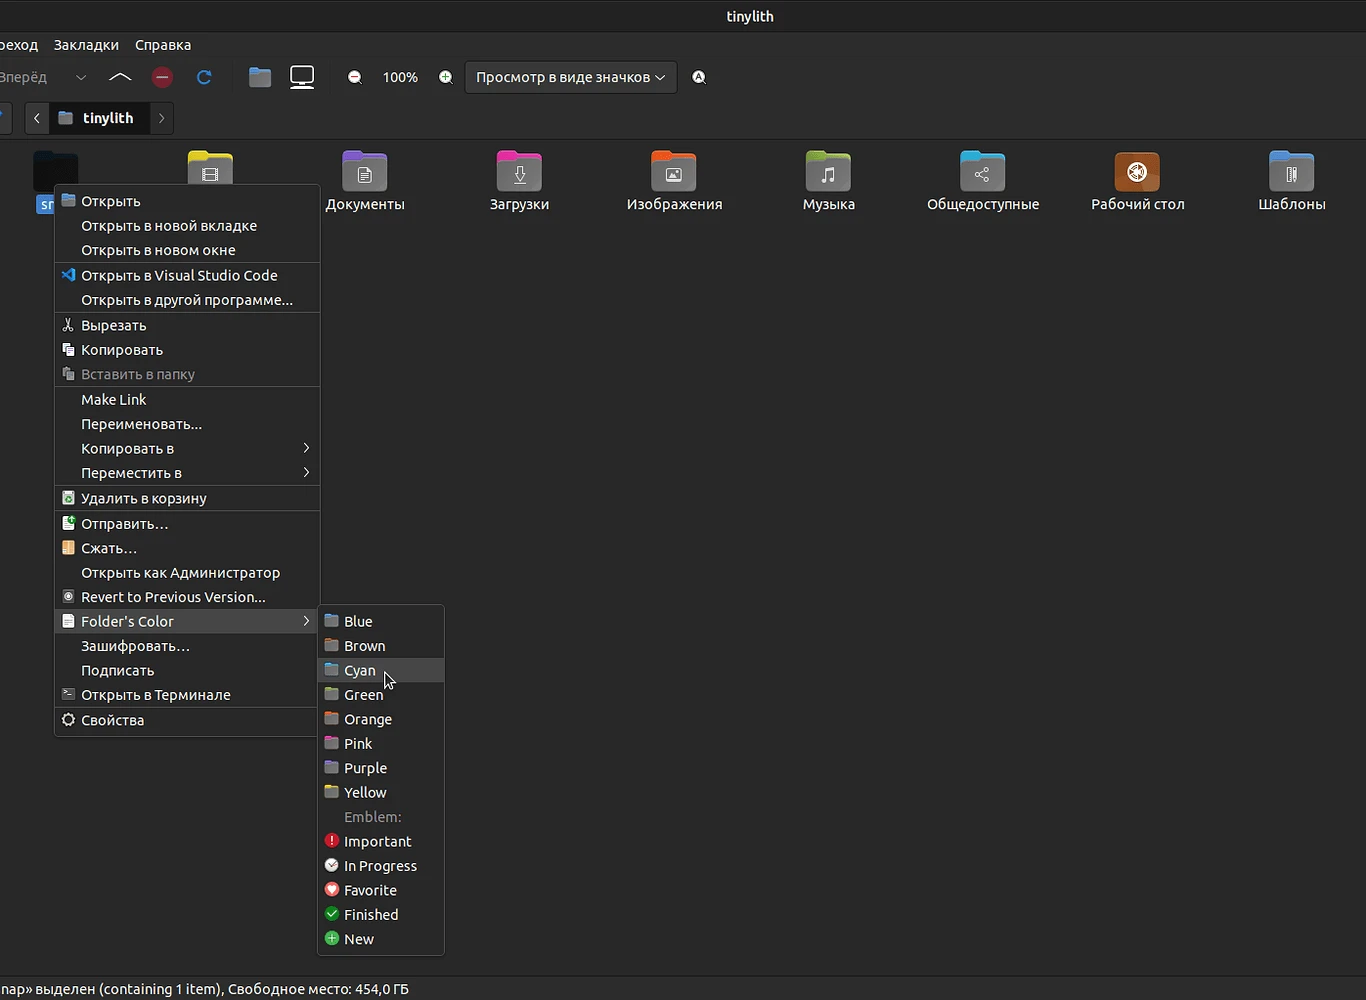 tinylith
реход Закладки Справка
Вперёд 100% Просмотр в виде значков
tinylith
sn Документы Загрузки Изображения Музыка Общедоступные Рабочий стол Шаблоны
Открыть
Открыть в новой вкладке
Открыть в новом окне
Открыть в Visual Studio Code
Открыть в другой программе...
Вырезать
Копировать
Вставить в папку
Make Link
Переименовать...
Копировать в
Переместить в
Удалить в корзину
Отправить…
Сжать…
Открыть как Администратор
Revert to Previous Version...
Folder's Color
Зашифровать…
Подписать
Открыть в Терминале
Свойства
Blue
Brown
Cyan
Green
Orange
Pink
Purple
Yellow
Emblem:
Important
In Progress
Favorite
Finished
New
nap» выделен (containing 1 item), Свободное место: 454,0 ГБ